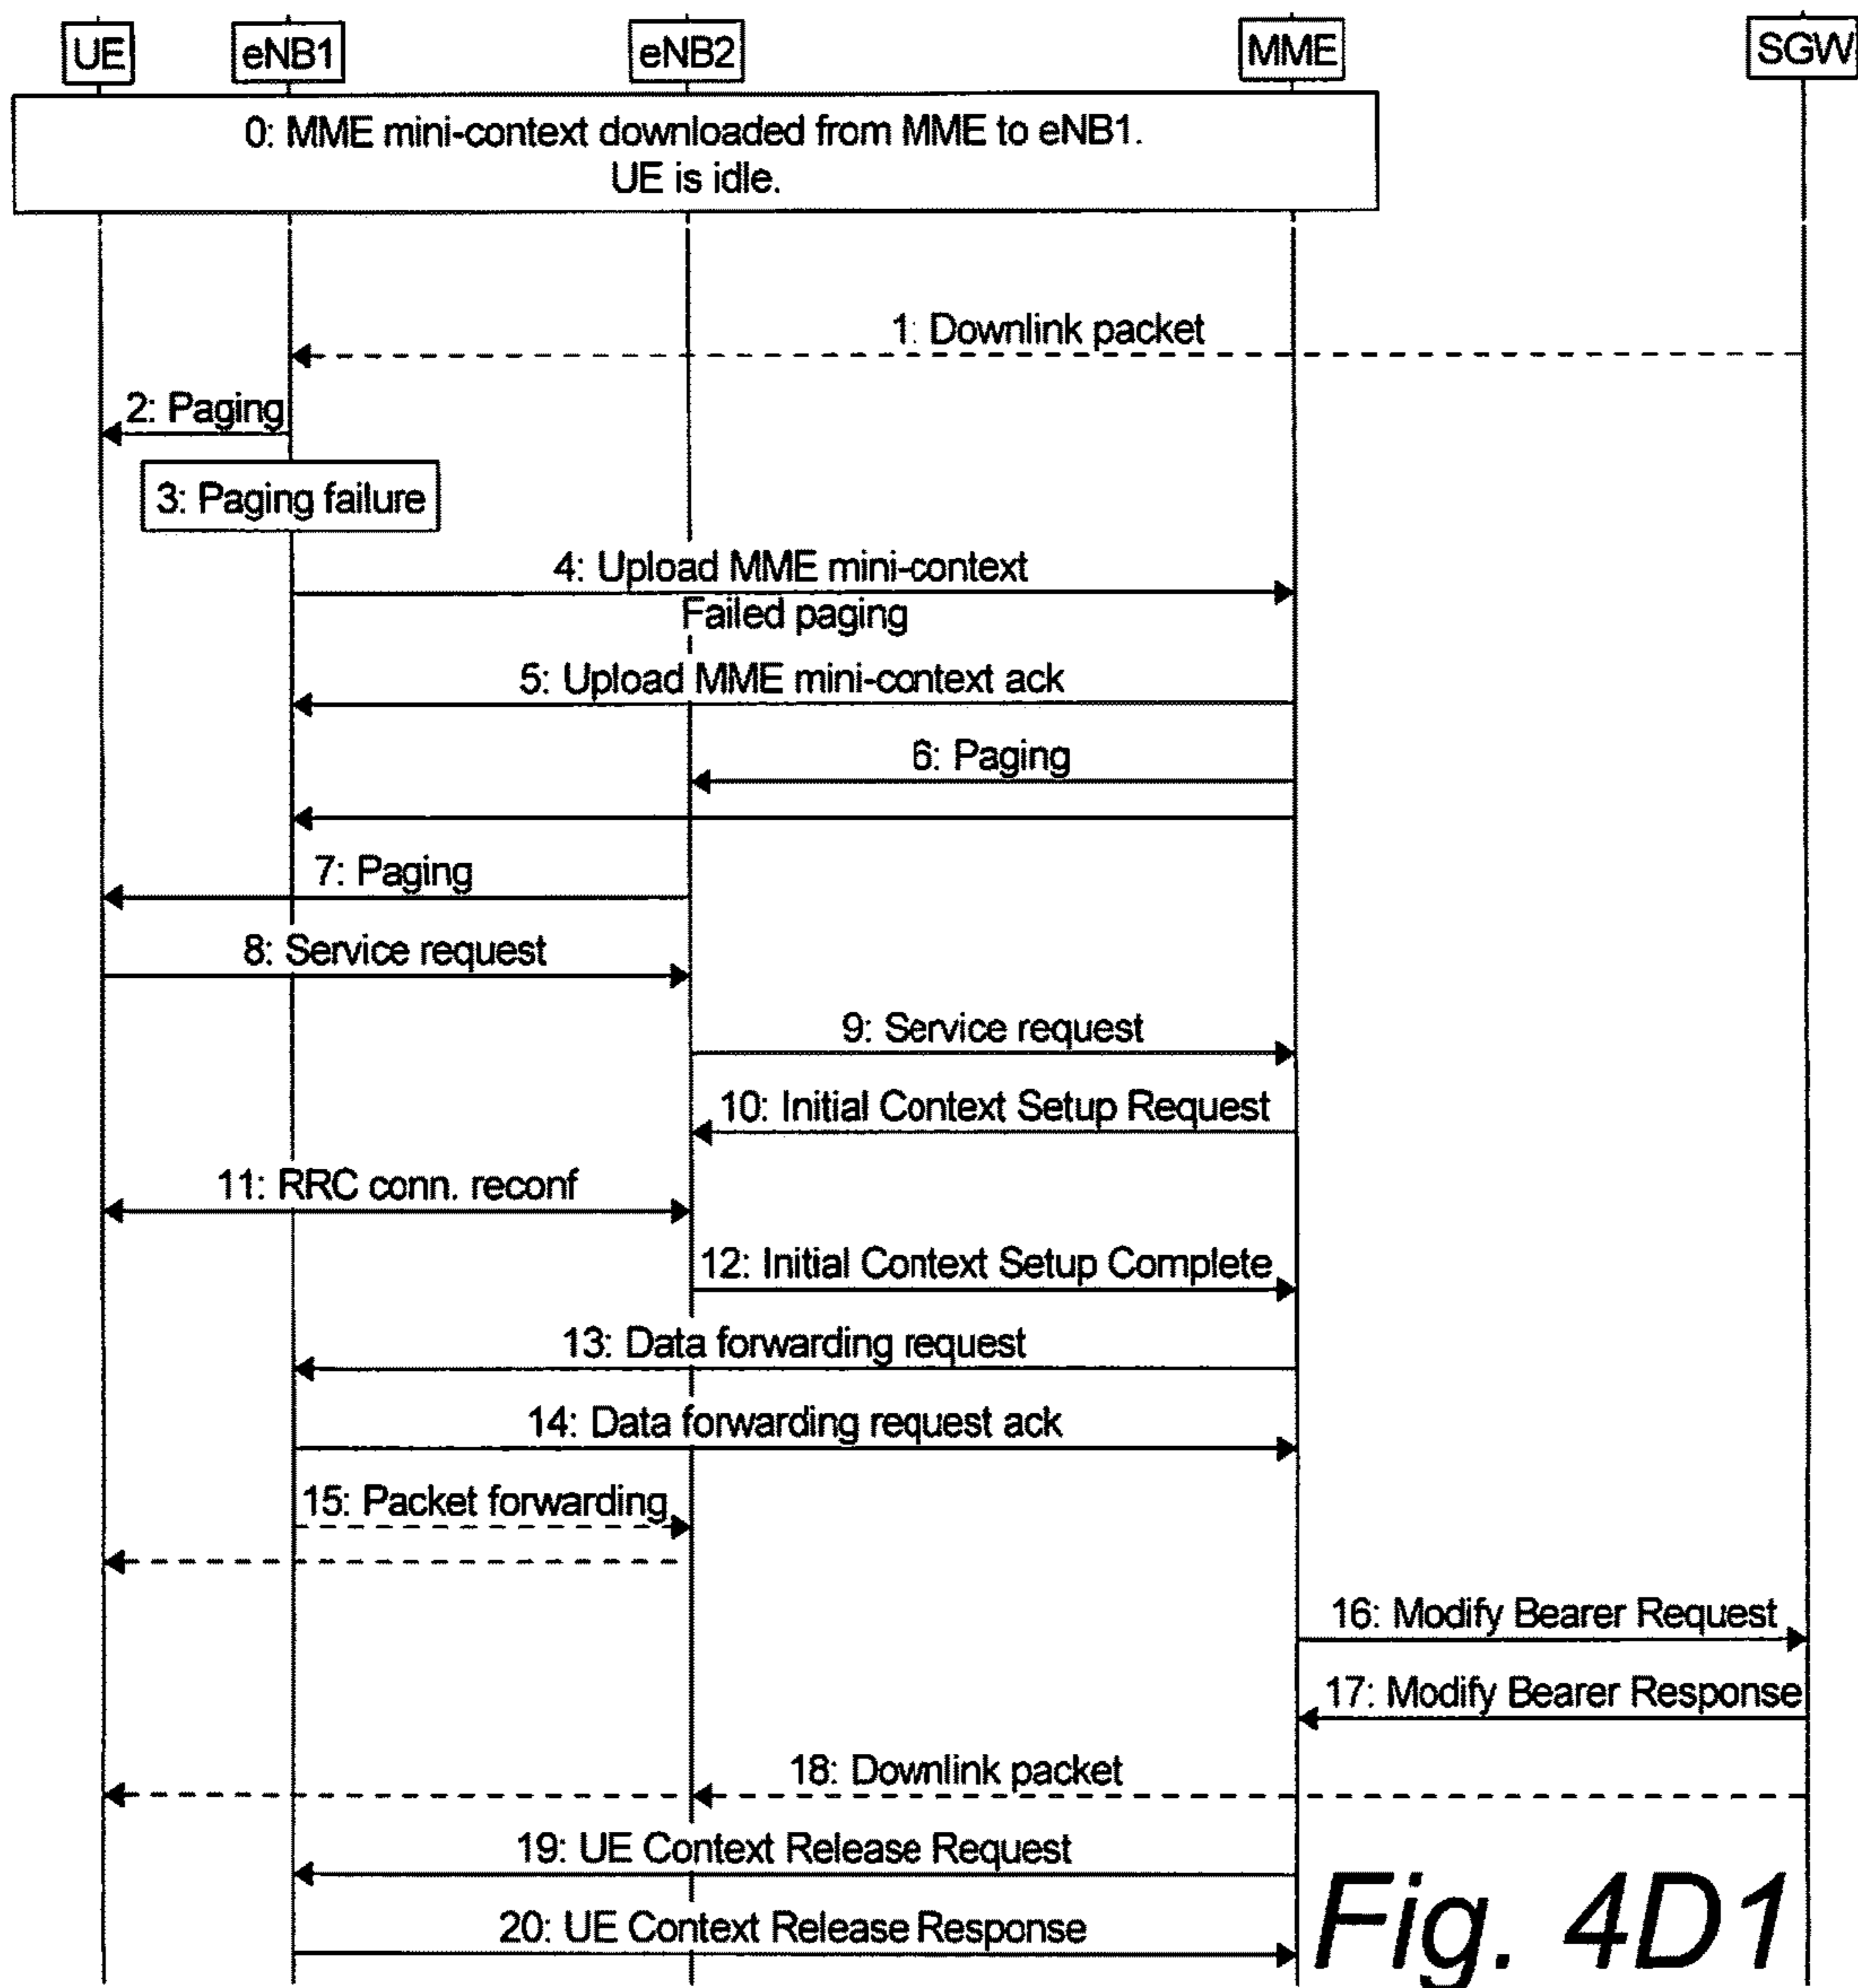 UE eNB1 eNB2 MME SGW
0: MME mini-context downloaded from MME to eNB1.
UE is idle.
1: Downlink packet
2: Paging
3: Paging failure
4: Upload MME mini-context
Failed paging
5: Upload MME mini-context ack
6: Paging
7: Paging
8: Service request
9: Service request
10: Initial Context Setup Request
11: RRC conn. reconf
12: Initial Context Setup Complete
13: Data forwarding request
14: Data forwarding request ack
15: Packet forwarding
16: Modify Bearer Request
17: Modify Bearer Response
18: Downlink packet
19: UE Context Release Request
20: UE Context Release Response
Fig. 4D1